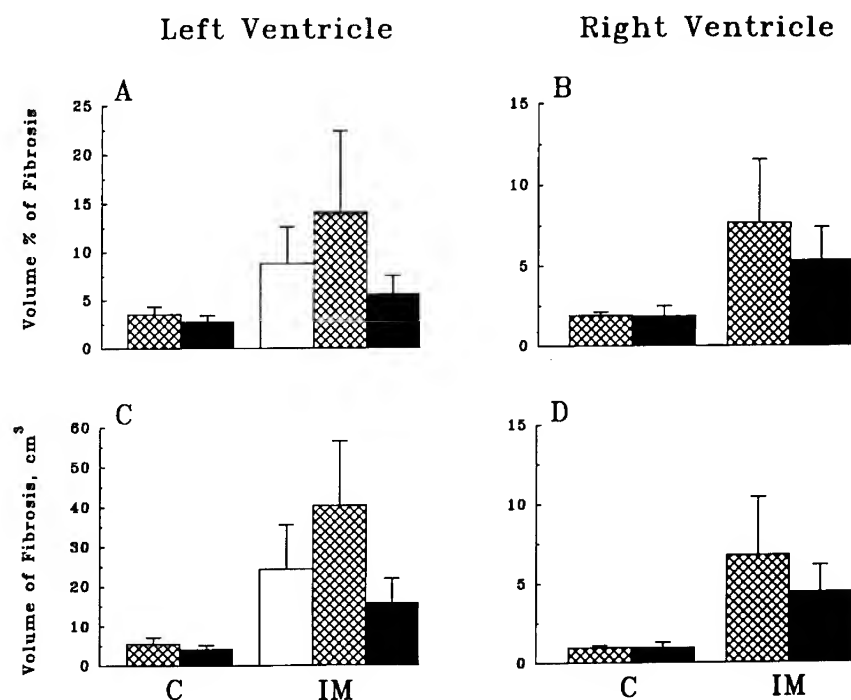 Left Ventricle
Right Ventricle
A
Volume % of Fibrosis
25
20
15
10
5
0
B
15
10
5
0
C
Volume of Fibrosis, cm³
60
50
40
30
20
10
0
D
15
10
5
0
C IM
C IM